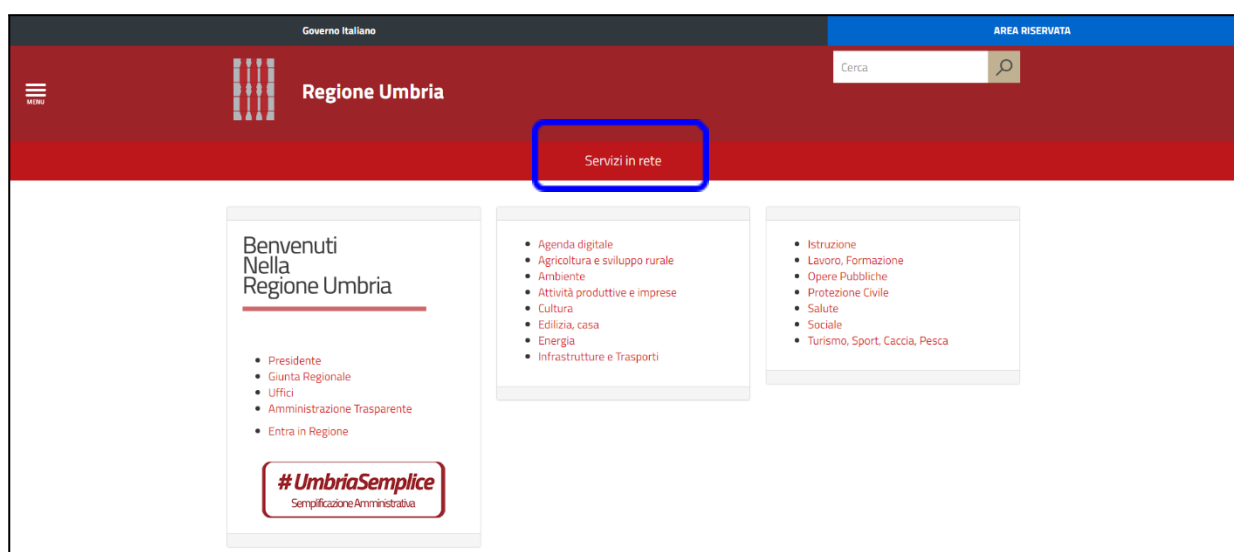 Governo Italiano
AREA RISERVATA
MENU
Regione Umbria
Cerca
Servizi in rete
Benvenuti
Nella
Regione Umbria
Presidente
Giunta Regionale
Uffici
Amministrazione Trasparente
Entra in Regione
#UmbriaSemplice
Semplificazione Amministrativa
Agenda digitale
Agricoltura e sviluppo rurale
Ambiente
Attività produttive e imprese
Cultura
Edilizia, casa
Energia
Infrastrutture e Trasporti
Istruzione
Lavoro, Formazione
Opere Pubbliche
Protezione Civile
Salute
Sociale
Turismo, Sport, Caccia, Pesca